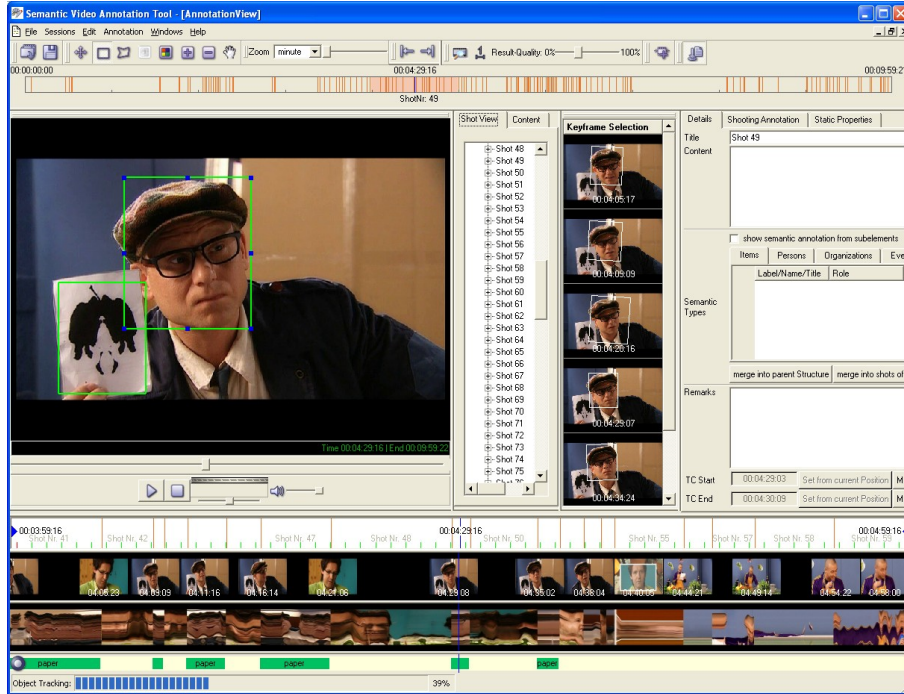 Semantic Video Annotation Tool - [AnnotationView]
File Sessions Edit Annotation Windows Help
Zoom minute Result-Quality: 0% 100%
00:00:00:00 00:04:29:16 00:09:59:2
ShotNr: 49
Shot View Content
Shot 48
Shot 49
Shot 50
Shot 51
Shot 52
Shot 53
Shot 54
Shot 55
Shot 56
Shot 57
Shot 58
Shot 59
Shot 60
Shot 61
Shot 62
Shot 63
Shot 64
Shot 65
Shot 66
Shot 67
Shot 68
Shot 69
Shot 70
Shot 71
Shot 72
Shot 73
Shot 74
Shot 75
Keyframe Selection
00:04:05:17
00:04:09:09
00:04:20:16
00:04:29:07
00:04:34:24
Details Shooting Annotation Static Properties
Title Shot 49
Content
show semantic annotation from subelements
Items Persons Organizations Eve
Label/Name/Title Role
Semantic
Types
merge into parent Structure merge into shots of
Remarks
TC Start 00:04:29:03 Set from current Position M
TC End 00:04:30:09 Set from current Position M
Time 00:04:29:16 | End 00:09:59:22
00:03:59:16 00:04:29:16 00:04:59:16
Shot Nr. 41 Shot Nr. 42 Shot Nr. 47 Shot Nr. 48 Shot Nr. 50 Shot Nr. 55 Shot Nr. 57 Shot Nr. 58 Shot Nr. 59
04:05:23 04:09:09 04:11:16 04:16:14 04:21:06 04:29:08 04:35:02 04:38:04 04:40:05 04:44:21 04:49:14 04:54:22 04:58:00
paper paper paper paper
Object Tracking: 39%